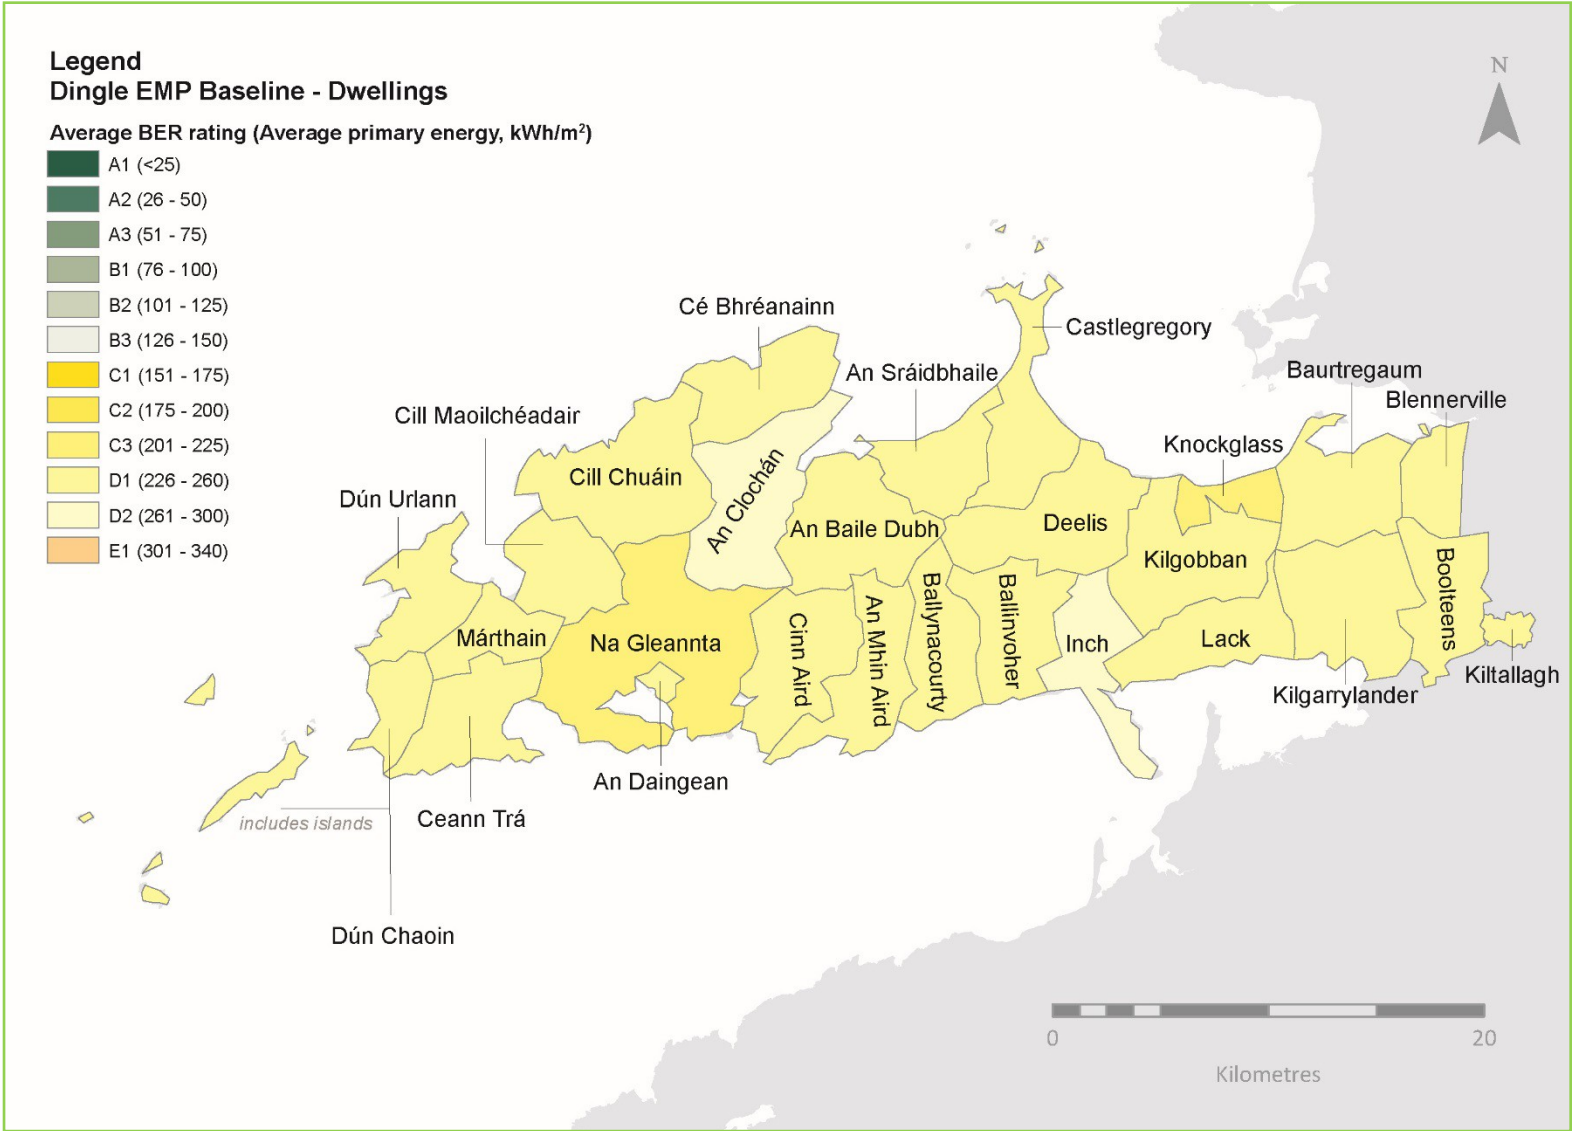 Legend
Dingle EMP Baseline - Dwellings
Average BER rating (Average primary energy, kWh/m²)
A1 (<25)
A2 (26 - 50)
A3 (51 - 75)
B1 (76 - 100)
B2 (101 - 125)
B3 (126 - 150)
C1 (151 - 175)
C2 (175 - 200)
C3 (201 - 225)
D1 (226 - 260)
D2 (261 - 300)
E1 (301 - 340)
N
Cé Bhréanainn
Castlegregory
An Sráidbhaile
Baurtregaum
Blennerville
Cill Maoilchéadair
Knockglass
Cill Chuáin
An Clochán
Dún Urlann
An Baile Dubh
Deelis
Kilgobban
Boolteens
Márthain
Na Gleannta
Cinn Aird
An Mhin Aird
Ballynacourty
Ballinvoher
Inch
Lack
Kiltallagh
Kilgarrylander
An Daingean
Ceann Trá
includes islands
Dún Chaoin
0
20
Kilometres